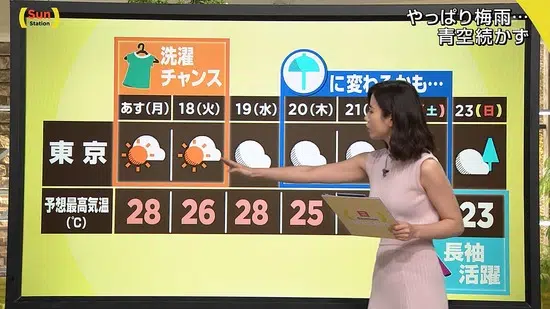 Sun
Station
やっぱり梅雨…
青空続かず
洗濯
チャンス
に変わるかも…
あす(月)
18(火)
19(水)
20(木)
21
(土)
23(日)
東京
予想最高気温
(℃)
28
26
28
25
23
長袖
活躍